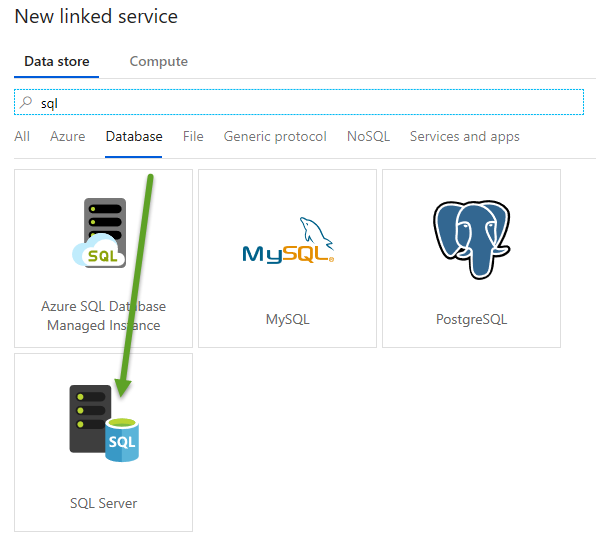 New linked service
Data store
Compute
sql
All
Azure
Database
File
Generic protocol
NoSQL
Services and apps
SQL
MySQL®
Azure SQL Database
Managed Instance
MySQL
PostgreSQL
SQL
SQL Server